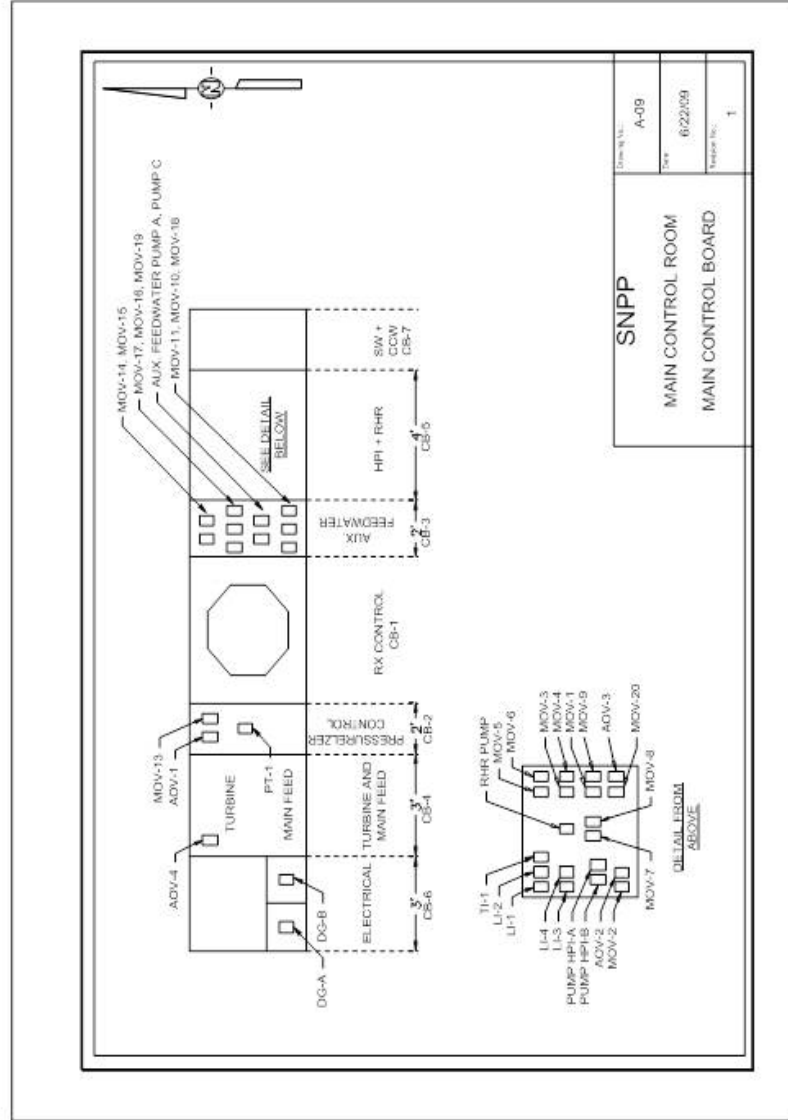 MOV-14, MOV-15
MOV-17, MOV-16, MOV-19
AUX. FEEDWATER PUMP A, PUMP C
MOV-11, MOV-10, MOV-18
MOV-13
AOV-1
AOV-4
TURBINE
PT-1
MAIN FEED
SEE DETAIL
BELOW
DG-A
DG-B
ELECTRICAL
3'
CB-6
TURBINE AND
MAIN FEED
3'
CB-4
PRESSURELZER
CONTROL
2'
CB-2
RX CONTROL
CB-1
AUX.
FEEDWATER
2'
CB-3
HPI + RHR
4'
CB-5
SW +
CCW
CB-7
N
TI-1
LI-2
LI-1
LI-4
LI-3
PUMP HPI-A
PUMP HPI-B
AOV-2
MOV-2
RHR PUMP
MOV-5
MOV-6
MOV-3
MOV-4
MOV-1
MOV-9
AOV-3
MOV-20
MOV-8
MOV-7
DETAIL FROM
ABOVE
SNPP
MAIN CONTROL ROOM
MAIN CONTROL BOARD
Drawing No.:
A-09
Date
6/22/09
Revision No.:
1